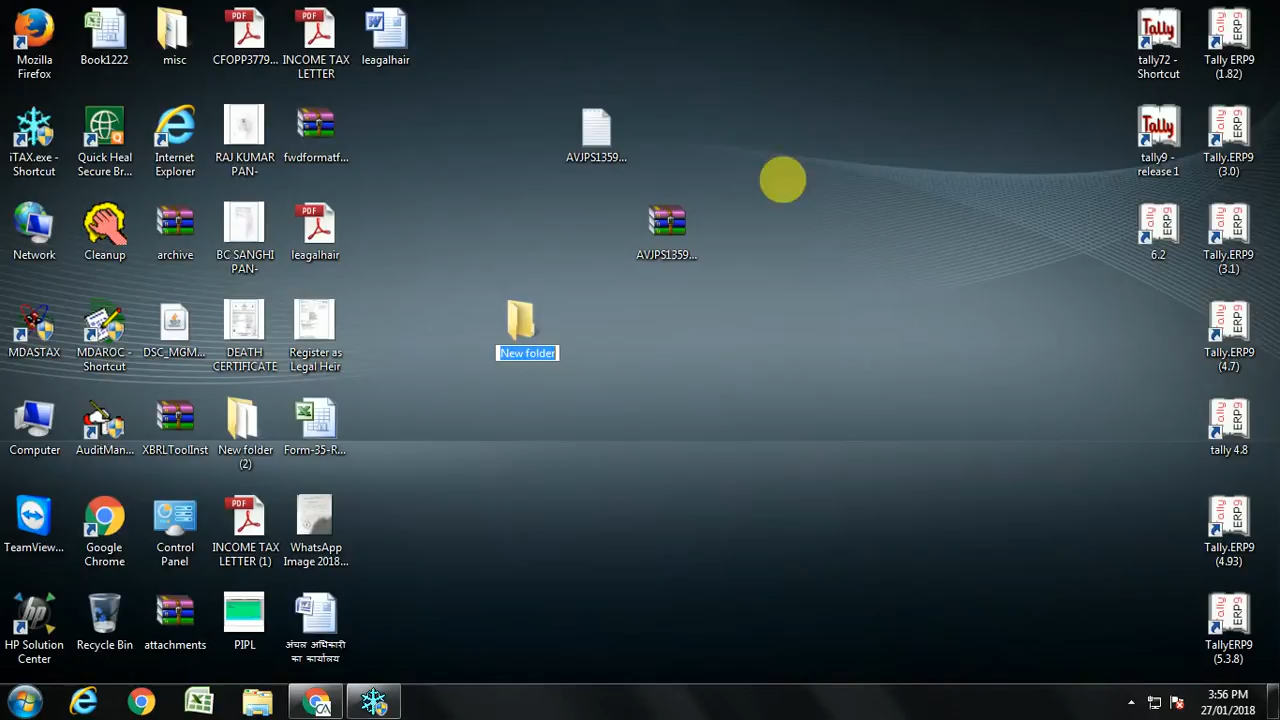 Mozilla
Firefox
Book1222
misc
CFOPP3779...
INCOME TAX
LETTER
leagalhair
tally72 -
Shortcut
Tally ERP9
(1.82)
iTAX.exe -
Shortcut
Quick Heal
Secure Br...
Internet
Explorer
RAJ KUMAR
PAN-
fwdformatf...
AVJPS1359...
tally9 -
release 1
Tally.ERP9
(3.0)
Network
Cleanup
archive
BC SANGHI
PAN-
leagalhair
AVJPS1359...
6.2
Tally.ERP9
(3.1)
MDASTAX
MDAROC -
Shortcut
DSC_MGM...
DEATH
CERTIFICATE
Register as
Legal Heir
New folder
Tally.ERP9
(4.7)
Computer
AuditMan...
XBRLToolInst
New folder
(2)
Form-35-R...
tally 4.8
TeamView...
Google
Chrome
Control
Panel
INCOME TAX
LETTER (1)
WhatsApp
Image 2018...
Tally.ERP9
(4.93)
HP Solution
Center
Recycle Bin
attachments
PIPL
अंचल अधिकारी
का कार्यालय
TallyERP9
(5.3.8)
3:56 PM
27/01/2018